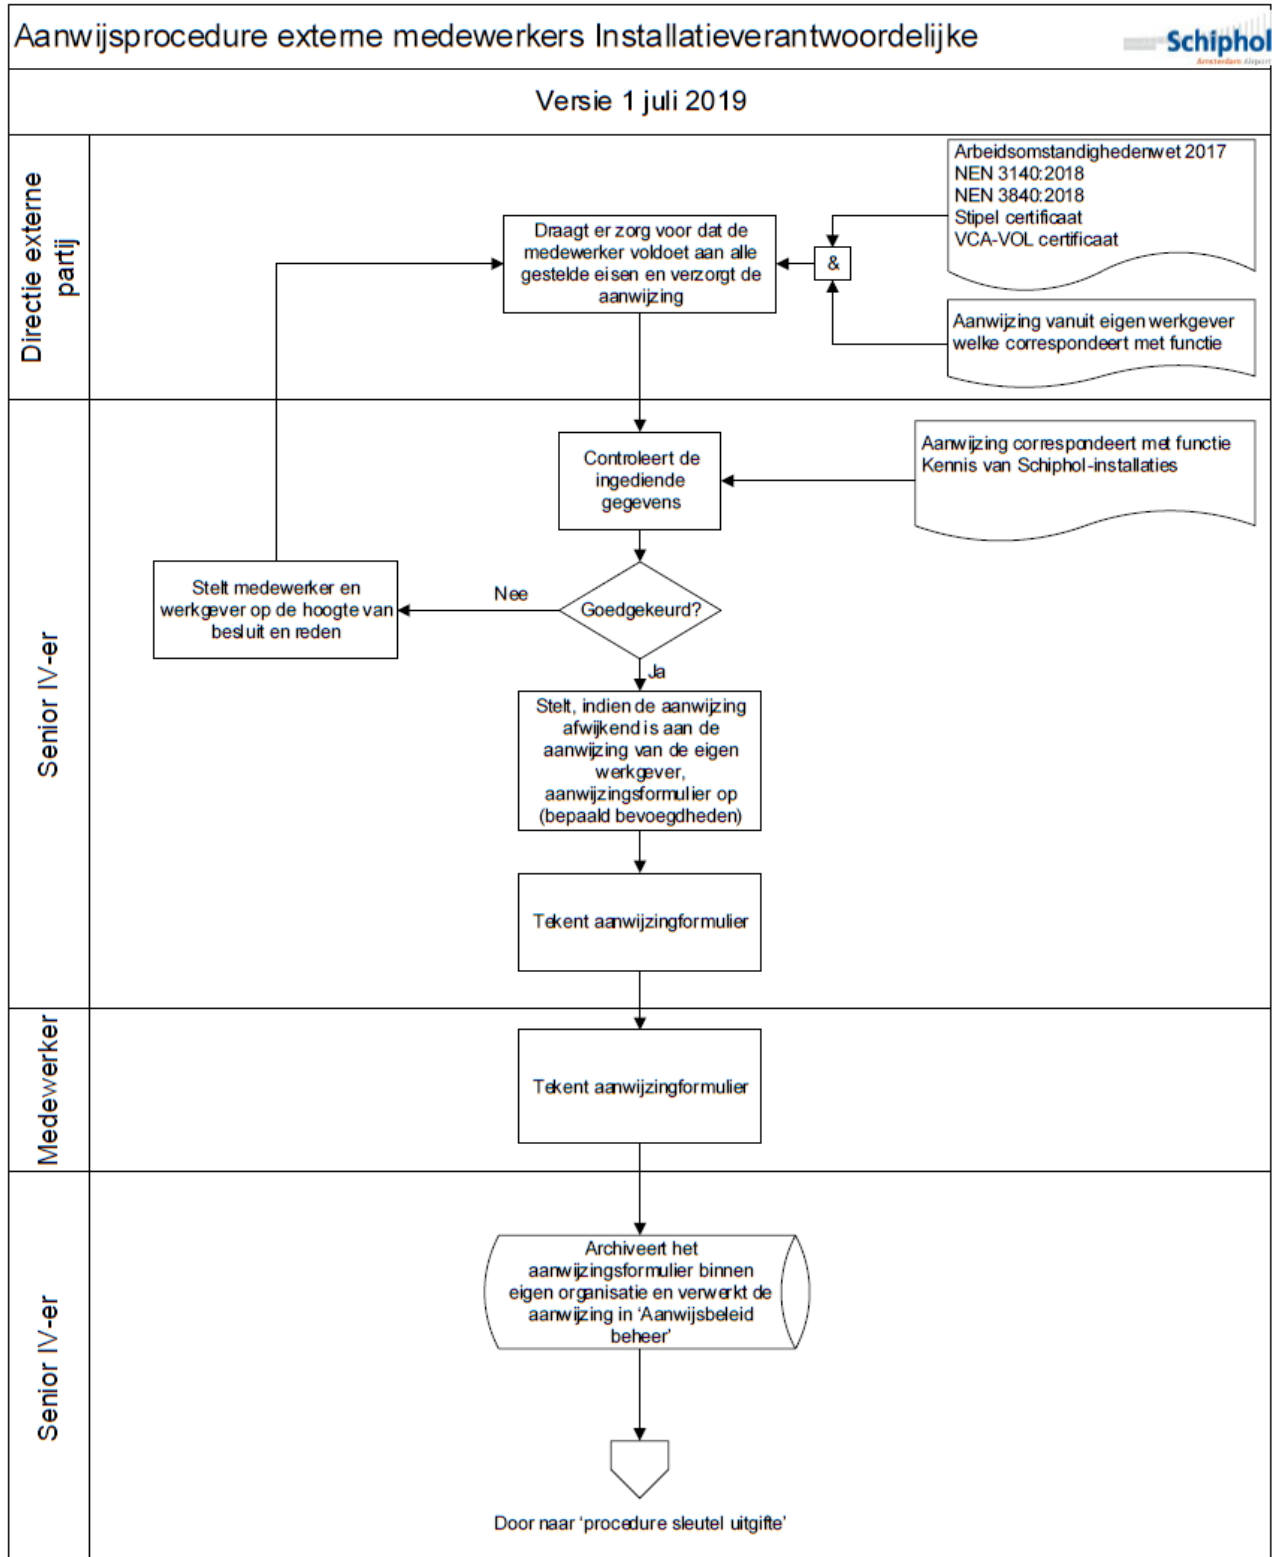 Aanwijsprocedure externe medewerkers Installatieverantwoordelijke
Schiphol
Amsterdam Airport
Versie 1 juli 2019
Directie externe
partij
Arbeidsomstandighedenwet 2017
NEN 3140:2018
NEN 3840:2018
Stipel certificaat
VCA-VOL certificaat
Draagt er zorg voor dat de
medewerker voldoet aan alle
gestelde eisen en verzorgt de
aanwijzing
&
Aanwijzing vanuit eigen werkgever
welke correspondeert met functie
Senior IV-er
Controleert de
ingediende
gegevens
Aanwijzing correspondeert met functie
Kennis van Schiphol-installaties
Goedgekeurd?
Nee
Stelt medewerker en
werkgever op de hoogte van
besluit en reden
Ja
Stelt, indien de aanwijzing
afwijkend is aan de
aanwijzing van de eigen
werkgever,
aanwijzingsformulier op
(bepaald bevoegdheden)
Tekent aanwijzingformulier
Medewerker
Tekent aanwijzingformulier
Senior IV-er
Archiveert het
aanwijzingsformulier binnen
eigen organisatie en verwerkt de
aanwijzing in ‘Aanwijsbeleid
beheer’
Door naar ‘procedure sleutel uitgifte’